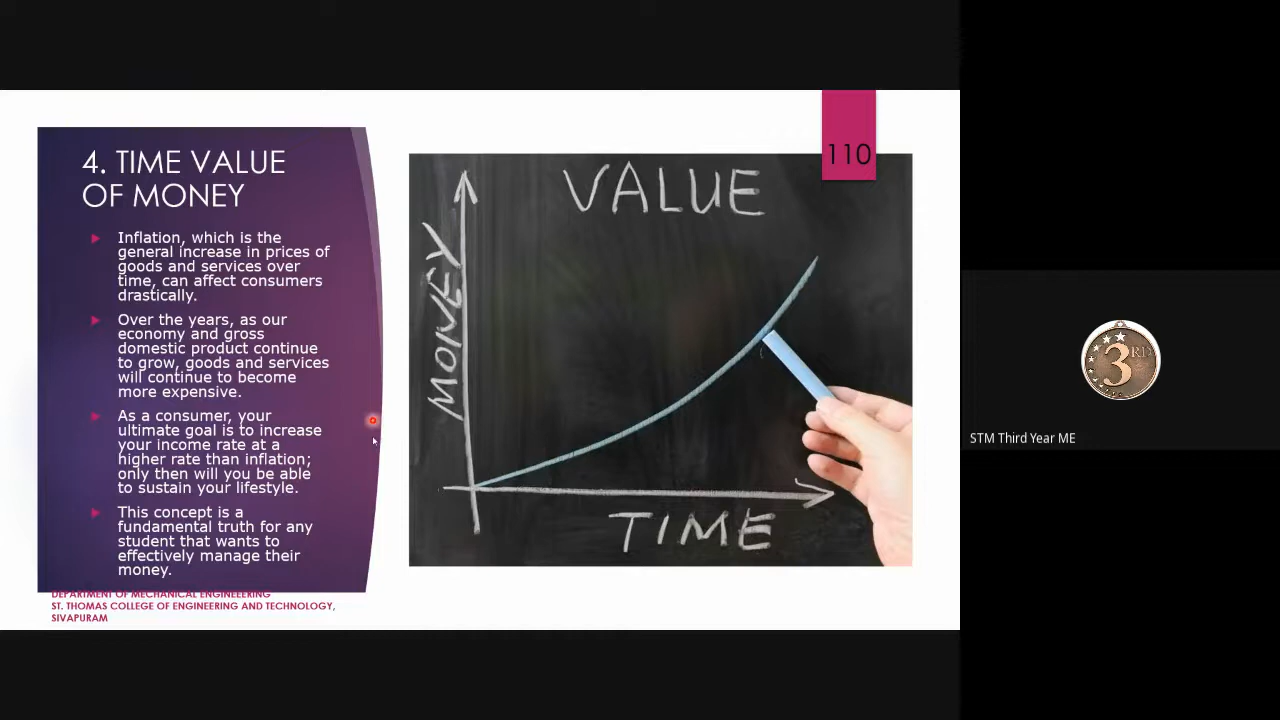 4. TIME VALUE
OF MONEY
Inflation, which is the
general increase in prices of
goods and services over
time, can affect consumers
drastically.
Over the years, as our
economy and gross
domestic product continue
to grow, goods and services
will continue to become
more expensive.
As a consumer, your
ultimate goal is to increase
your income rate at a
higher rate than inflation;
only then will you be able
to sustain your lifestyle.
This concept is a
fundamental truth for any
student that wants to
effectively manage their
money.
DEPARTMENT OF MECHANICAL ENGINEEERING
ST. THOMAS COLLEGE OF ENGINEERING AND TECHNOLOGY,
SIVAPURAM
110
VALUE
MONEY
TIME
3RD
STM Third Year ME